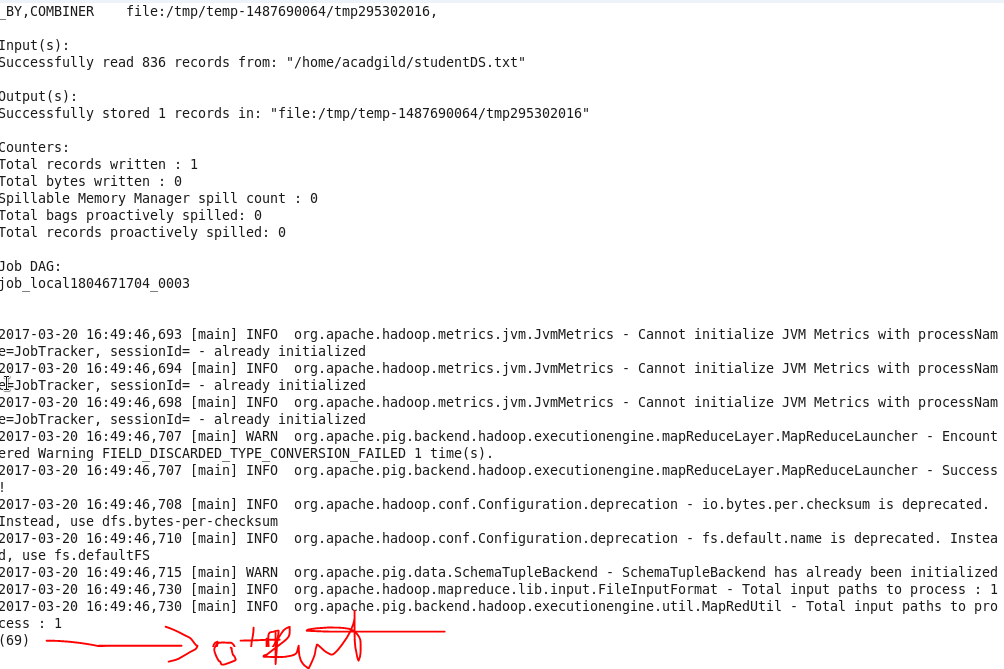 _BY,COMBINER    file:/tmp/temp-1487690064/tmp295302016,
Input(s):
Successfully read 836 records from: "/home/acadgild/studentDS.txt"
Output(s):
Successfully stored 1 records in: "file:/tmp/temp-1487690064/tmp295302016"
Counters:
Total records written : 1
Total bytes written : 0
Spillable Memory Manager spill count : 0
Total bags proactively spilled: 0
Total records proactively spilled: 0
Job DAG:
job_local1804671704_0003
2017-03-20 16:49:46,693 [main] INFO  org.apache.hadoop.metrics.jvm.JvmMetrics - Cannot initialize JVM Metrics with processNam
e=JobTracker, sessionId= - already initialized
2017-03-20 16:49:46,694 [main] INFO  org.apache.hadoop.metrics.jvm.JvmMetrics - Cannot initialize JVM Metrics with processNam
e=JobTracker, sessionId= - already initialized
2017-03-20 16:49:46,698 [main] INFO  org.apache.hadoop.metrics.jvm.JvmMetrics - Cannot initialize JVM Metrics with processNam
e=JobTracker, sessionId= - already initialized
2017-03-20 16:49:46,707 [main] WARN  org.apache.pig.backend.hadoop.executionengine.mapReduceLayer.MapReduceLauncher - Encount
ered Warning FIELD_DISCARDED_TYPE_CONVERSION_FAILED 1 time(s).
2017-03-20 16:49:46,707 [main] INFO  org.apache.pig.backend.hadoop.executionengine.mapReduceLayer.MapReduceLauncher - Success
!
2017-03-20 16:49:46,708 [main] INFO  org.apache.hadoop.conf.Configuration.deprecation - io.bytes.per.checksum is deprecated.
Instead, use dfs.bytes-per-checksum
2017-03-20 16:49:46,710 [main] INFO  org.apache.hadoop.conf.Configuration.deprecation - fs.default.name is deprecated. Instea
d, use fs.defaultFS
2017-03-20 16:49:46,715 [main] WARN  org.apache.pig.data.SchemaTupleBackend - SchemaTupleBackend has already been initialized
2017-03-20 16:49:46,730 [main] INFO  org.apache.hadoop.mapreduce.lib.input.FileInputFormat - Total input paths to process : 1
2017-03-20 16:49:46,730 [main] INFO  org.apache.pig.backend.hadoop.executionengine.util.MapRedUtil - Total input paths to pro
cess : 1
(69)